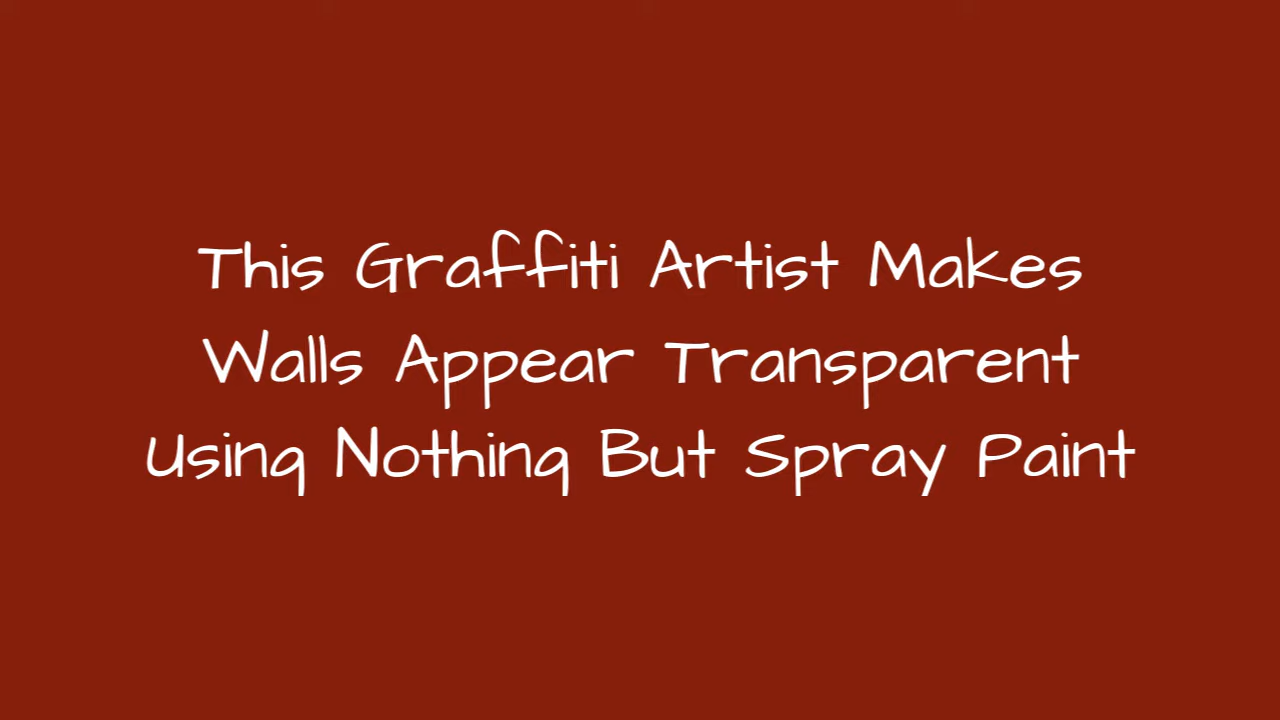 This Graffiti Artist Makes
Walls Appear Transparent
Using Nothing But Spray Paint